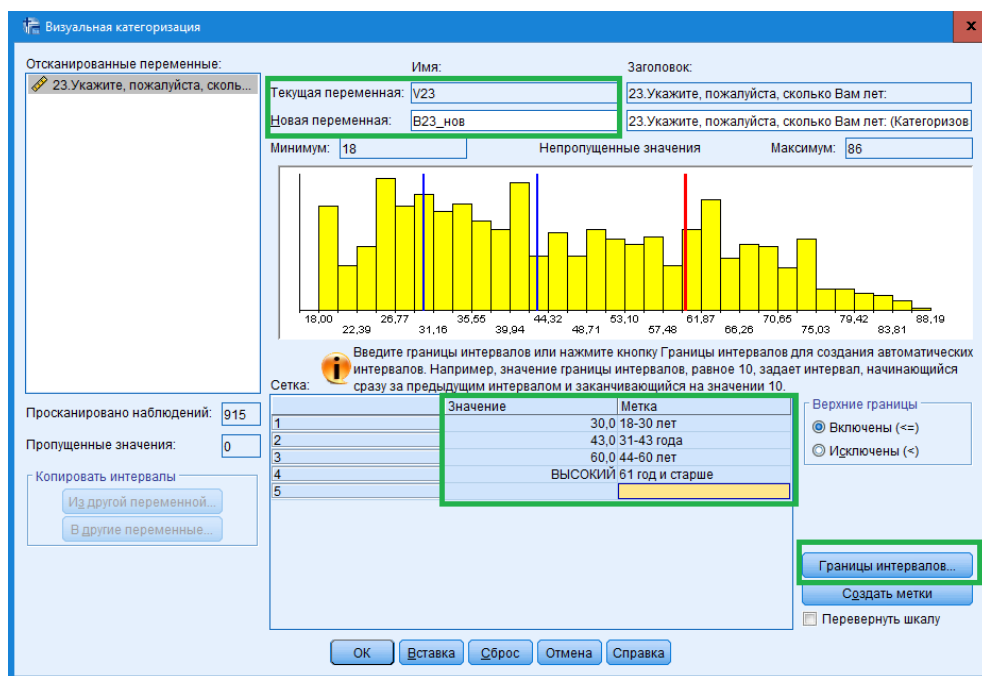 Визуальная категоризация
x
Отсканированные переменные:
23.Укажите, пожалуйста, сколь...
Имя:
Заголовок:
Текущая переменная:
V23
23.Укажите, пожалуйста, сколько Вам лет:
Новая переменная:
В23_нов
23.Укажите, пожалуйста, сколько Вам лет: (Категоризов
Минимум:
18
Непропущенные значения
Максимум:
86
18,00 26,77 35,55 44,32 53,10 61,87 70,65 79,42 88,19
22,39 31,16 39,94 48,71 57,48 66,26 75,03 83,81
Введите границы интервалов или нажмите кнопку Границы интервалов для создания автоматических
интервалов. Например, значение границы интервалов, равное 10, задает интервал, начинающийся
сразу за предыдущим интервалом и заканчивающийся на значении 10.
Сетка:
Значение Метка
1 30,0 18-30 лет
2 43,0 31-43 года
3 60,0 44-60 лет
4 ВЫСОКИЙ 61 год и старше
5
Верхние границы
Включены (<=)
Исключены (<)
Просканировано наблюдений:
915
Пропущенные значения:
0
Копировать интервалы
Из другой переменной...
В другие переменные...
Границы интервалов...
Создать метки
Перевернуть шкалу
ОК
Вставка
Сброс
Отмена
Справка